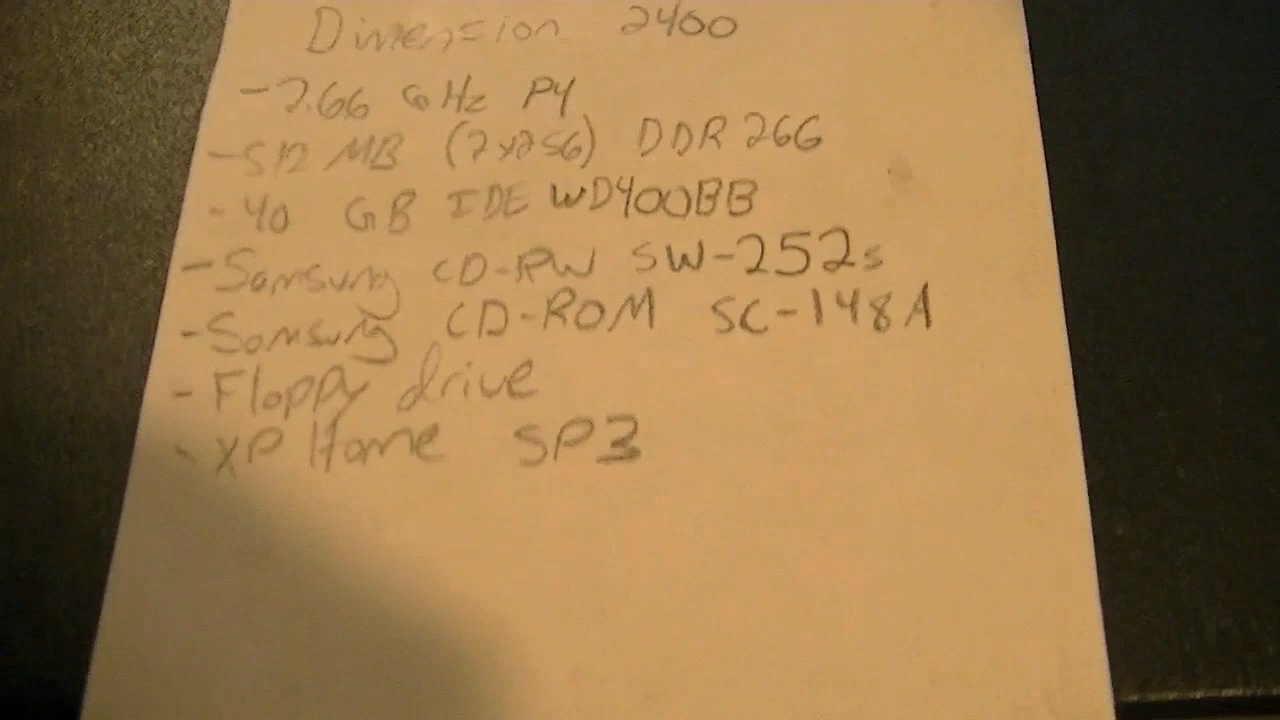 Dimension 2400
- 2.66 GHz P4
- 512 MB (2x256) DDR 266
- 40 GB IDE WD400BB
- Samsung CD-RW SW-252s
- Samsung CD-ROM SC-148A
- Floppy drive
- XP Home SP3